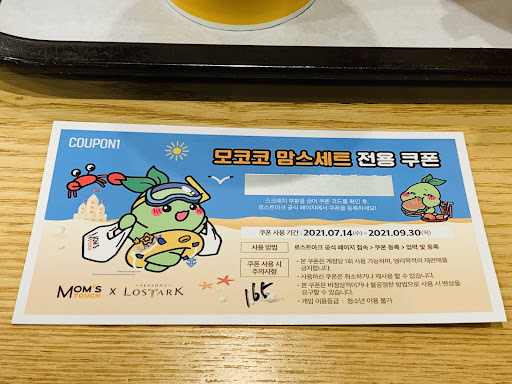 COUPON1
모코코 맘스세트 전용 쿠폰
스크래치 부분을 긁어 쿠폰 코드를 확인 후,
로스트아크 공식 페이지에서 쿠폰을 등록하세요!
쿠폰 사용 기간 : 2021.07.14(수) - 2021.09.30(목)
사용 방법
로스트아크 공식 페이지 접속 > 쿠폰 등록 > 입력 및 등록
쿠폰 사용 시
주의사항
· 본 쿠폰은 계정당 1회 사용 가능하며, 영리목적의 재판매를
금지합니다.
· 사용하신 쿠폰은 취소하거나 재사용 할 수 없습니다.
· 본 쿠폰은 비정상적이거나 불공정한 방법으로 사용 시 변상을
요구할 수 있습니다.
· 게임 이용등급 : 청소년 이용 불가
MOM'S
TOUCH
X
LOST ARK
165